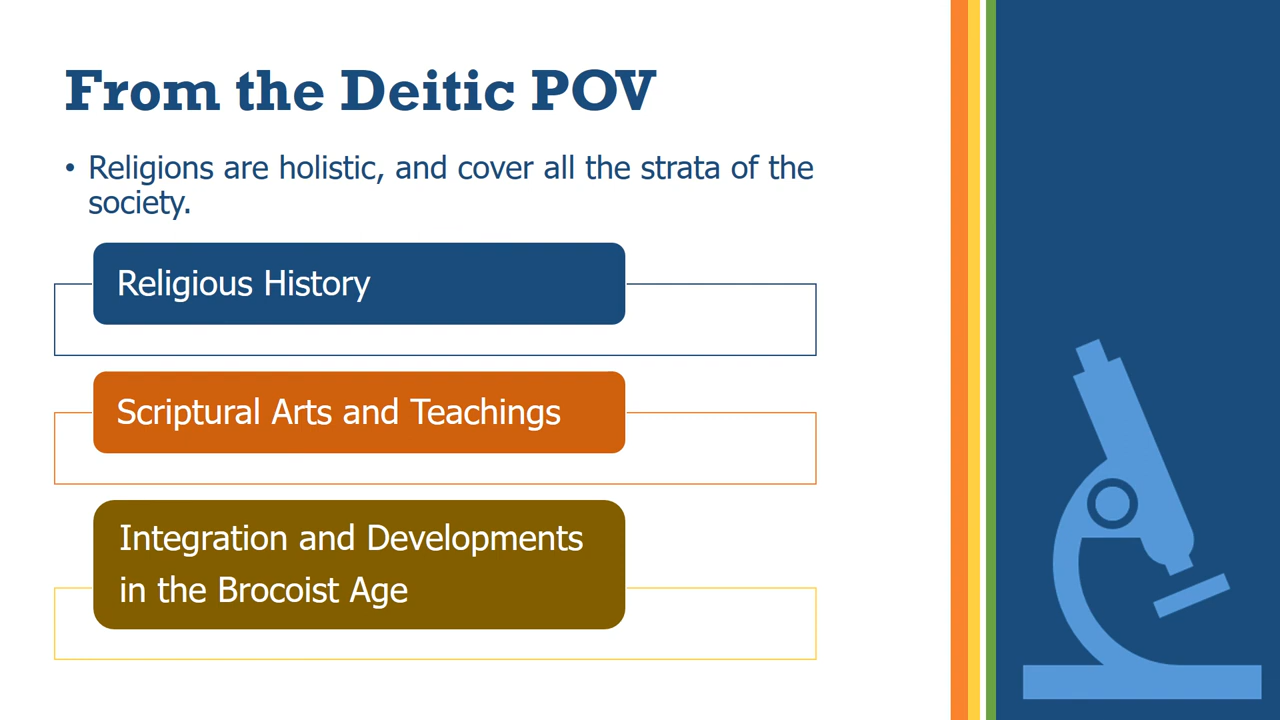 From the Deitic POV
• Religions are holistic, and cover all the strata of the
society.
Religious History
Scriptural Arts and Teachings
Integration and Developments
in the Brocoist Age